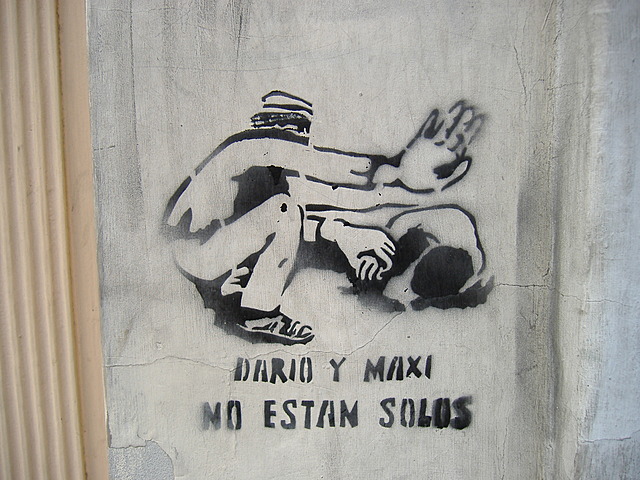 DARIO Y MAXI
NO ESTAN SOLOS